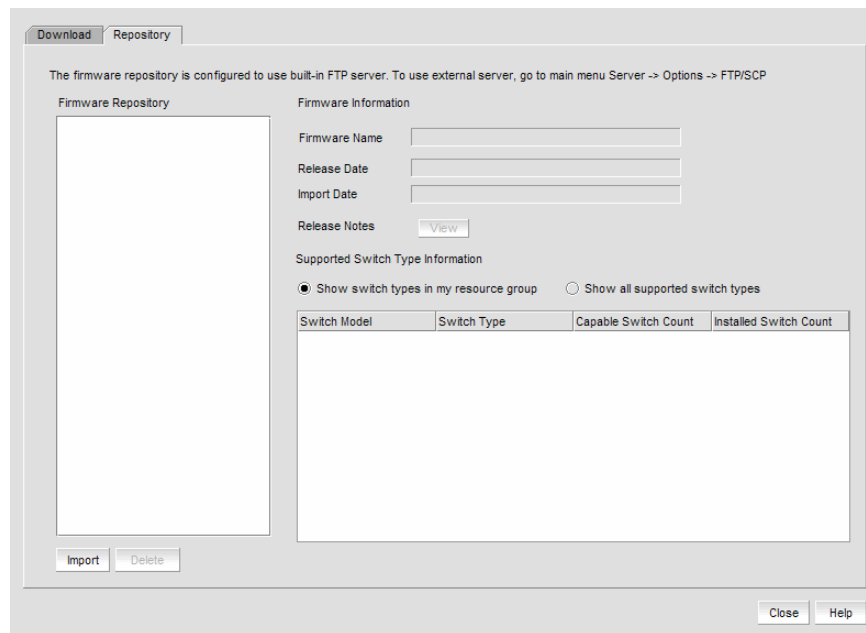 Download Repository
The firmware repository is configured to use built-in FTP server. To use external server, go to main menu Server -> Options -> FTP/SCP
Firmware Repository
Firmware Information
Firmware Name
Release Date
Import Date
Release Notes View
Supported Switch Type Information
Show switch types in my resource group Show all supported switch types
Switch Model Switch Type Capable Switch Count Installed Switch Count
Import Delete
Close Help